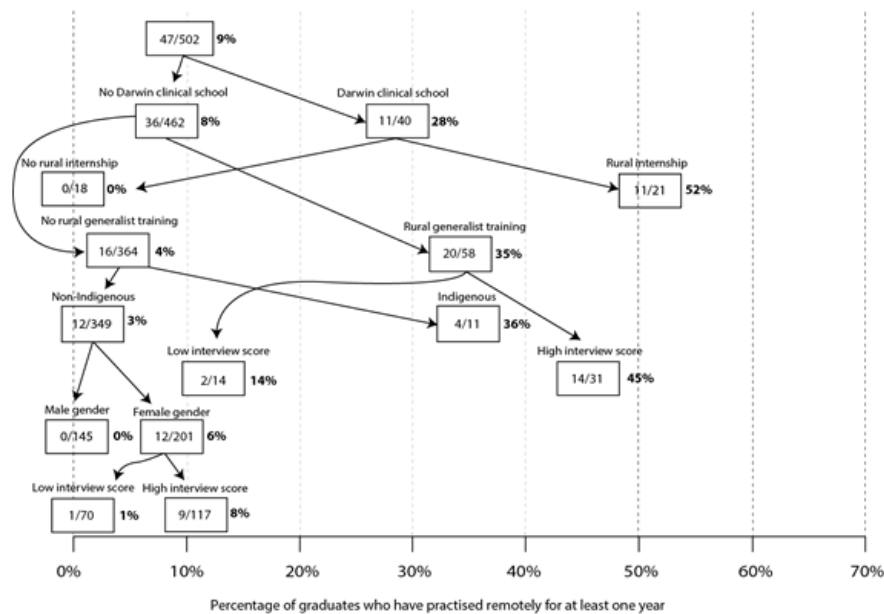 47/502 9%
No Darwin clinical school
36/462 8%
Darwin clinical school
11/40 28%
No rural internship
0/18 0%
Rural internship
11/21 52%
No rural generalist training
16/364 4%
Rural generalist training
20/58 35%
Non-Indigenous
12/349 3%
Indigenous
4/11 36%
Low interview score
2/14 14%
High interview score
14/31 45%
Male gender
0/145 0%
Female gender
12/201 6%
Low interview score
1/70 1%
High interview score
9/117 8%
0% 10% 20% 30% 40% 50% 60% 70%
Percentage of graduates who have practised remotely for at least one year